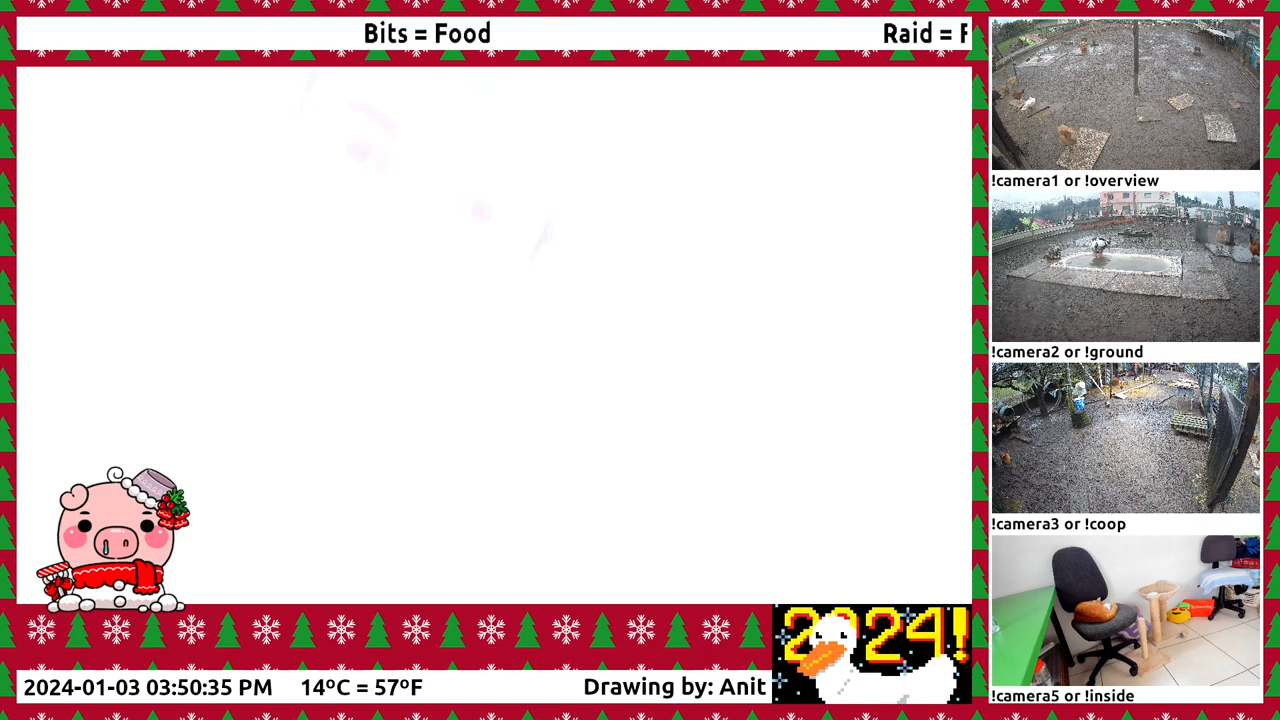 Bits = Food
Raid = F
!camera1 or !overview
!camera2 or !ground
!camera3 or !coop
!camera5 or !inside
2024!
2024-01-03 03:50:35 PM
14ºC = 57ºF
Drawing by: Anit